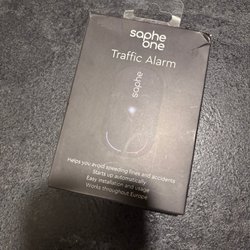 saphe
one
Traffic Alarm
saphe
Helps you avoid speeding fines and accidents
Starts up automatically
Easy installation and usage
Works throughout Europe